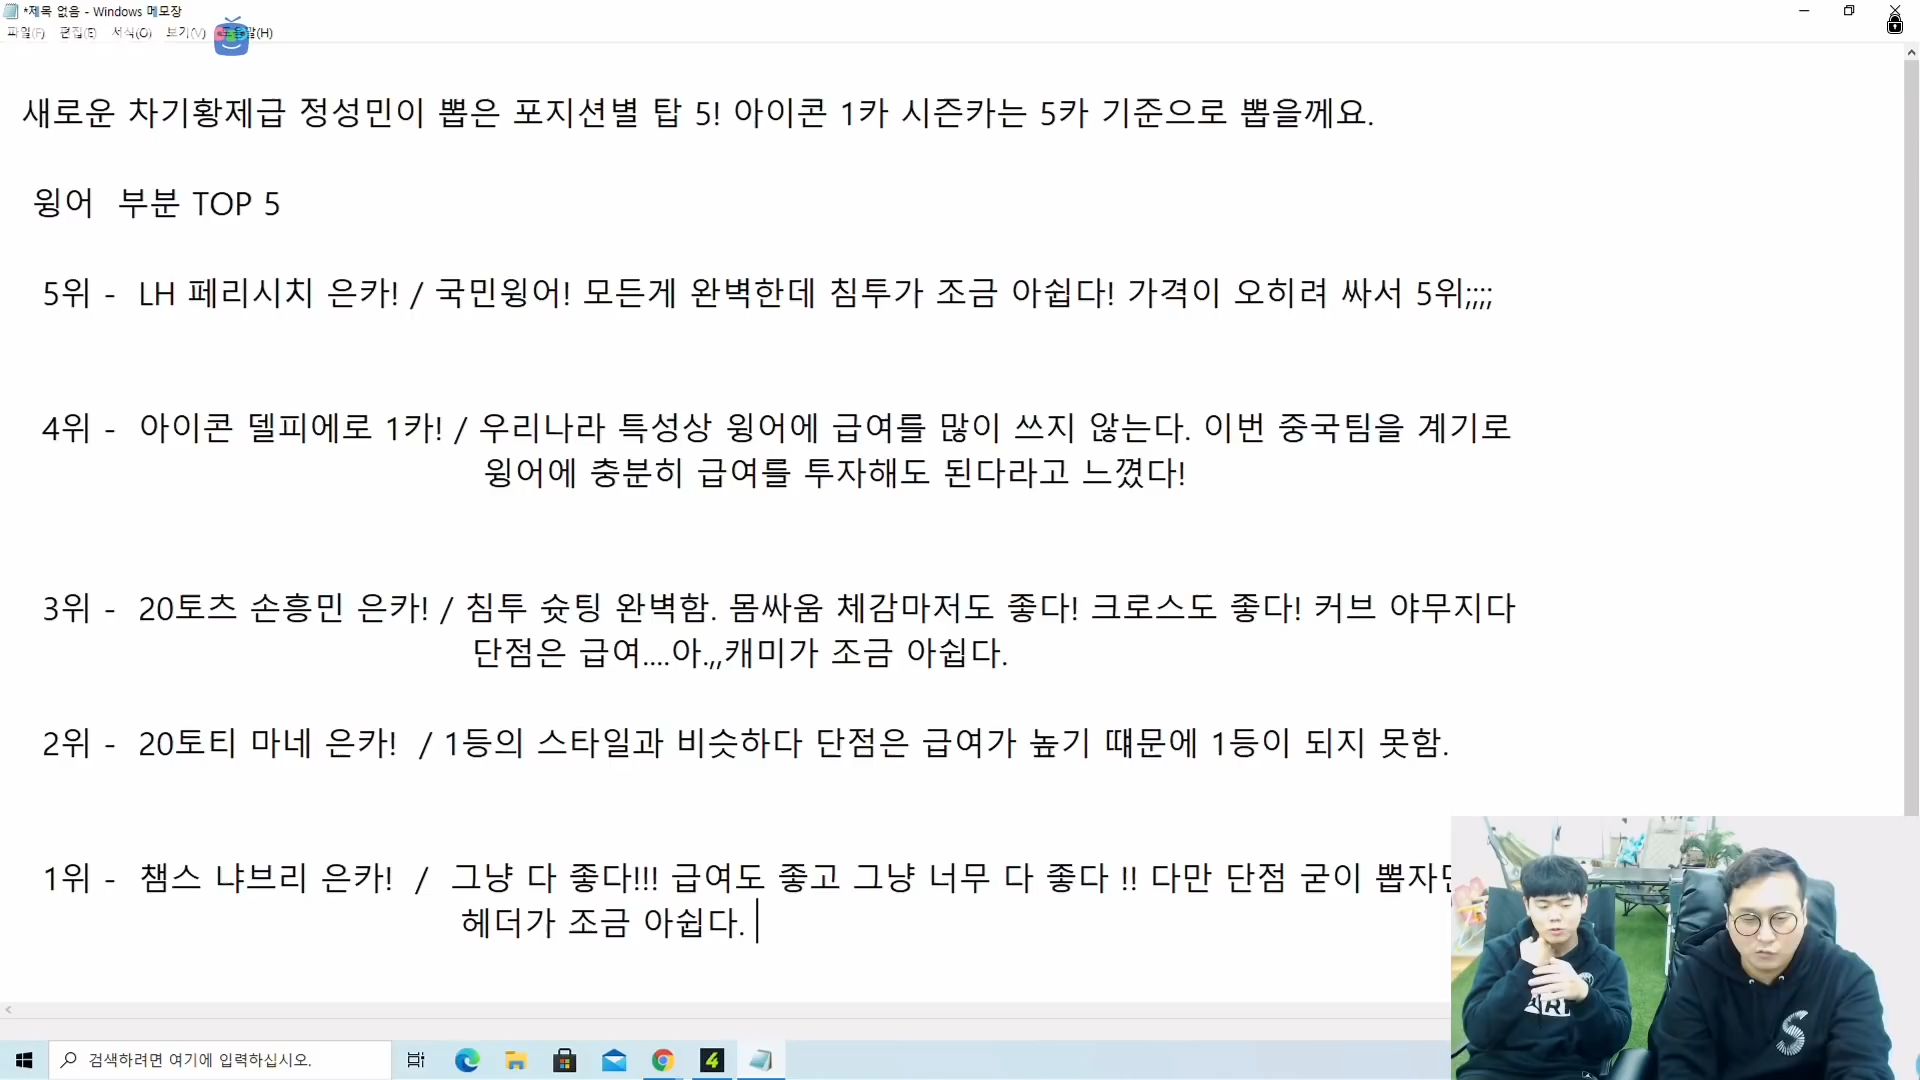 *제목 없음 - Windows 메모장
파일(F) 편집(E) 서식(O) 보기(V) 도움말(H)
새로운 차기황제급 정성민이 뽑은 포지션별 탑 5! 아이콘 1카 시즌카는 5카 기준으로 뽑을께요.
윙어 부분 TOP 5
5위 - LH 페리시치 은카! / 국민윙어! 모든게 완벽한데 침투가 조금 아쉽다! 가격이 오히려 싸서 5위;;;;
4위 - 아이콘 델피에로 1카! / 우리나라 특성상 윙어에 급여를 많이 쓰지 않는다. 이번 중국팀을 계기로
윙어에 충분히 급여를 투자해도 된다라고 느꼈다!
3위 - 20토츠 손흥민 은카! / 침투 슛팅 완벽함. 몸싸움 체감마저도 좋다! 크로스도 좋다! 커브 야무지다
단점은 급여....아.,,캐미가 조금 아쉽다.
2위 - 20토티 마네 은카! / 1등의 스타일과 비슷하다 단점은 급여가 높기 떄문에 1등이 되지 못함.
1위 - 챔스 냐브리 은카! / 그냥 다 좋다!!! 급여도 좋고 그냥 너무 다 좋다 !! 다만 단점 굳이 뽑자면
헤더가 조금 아쉽다.
검색하려면 여기에 입력하십시오.
4
S